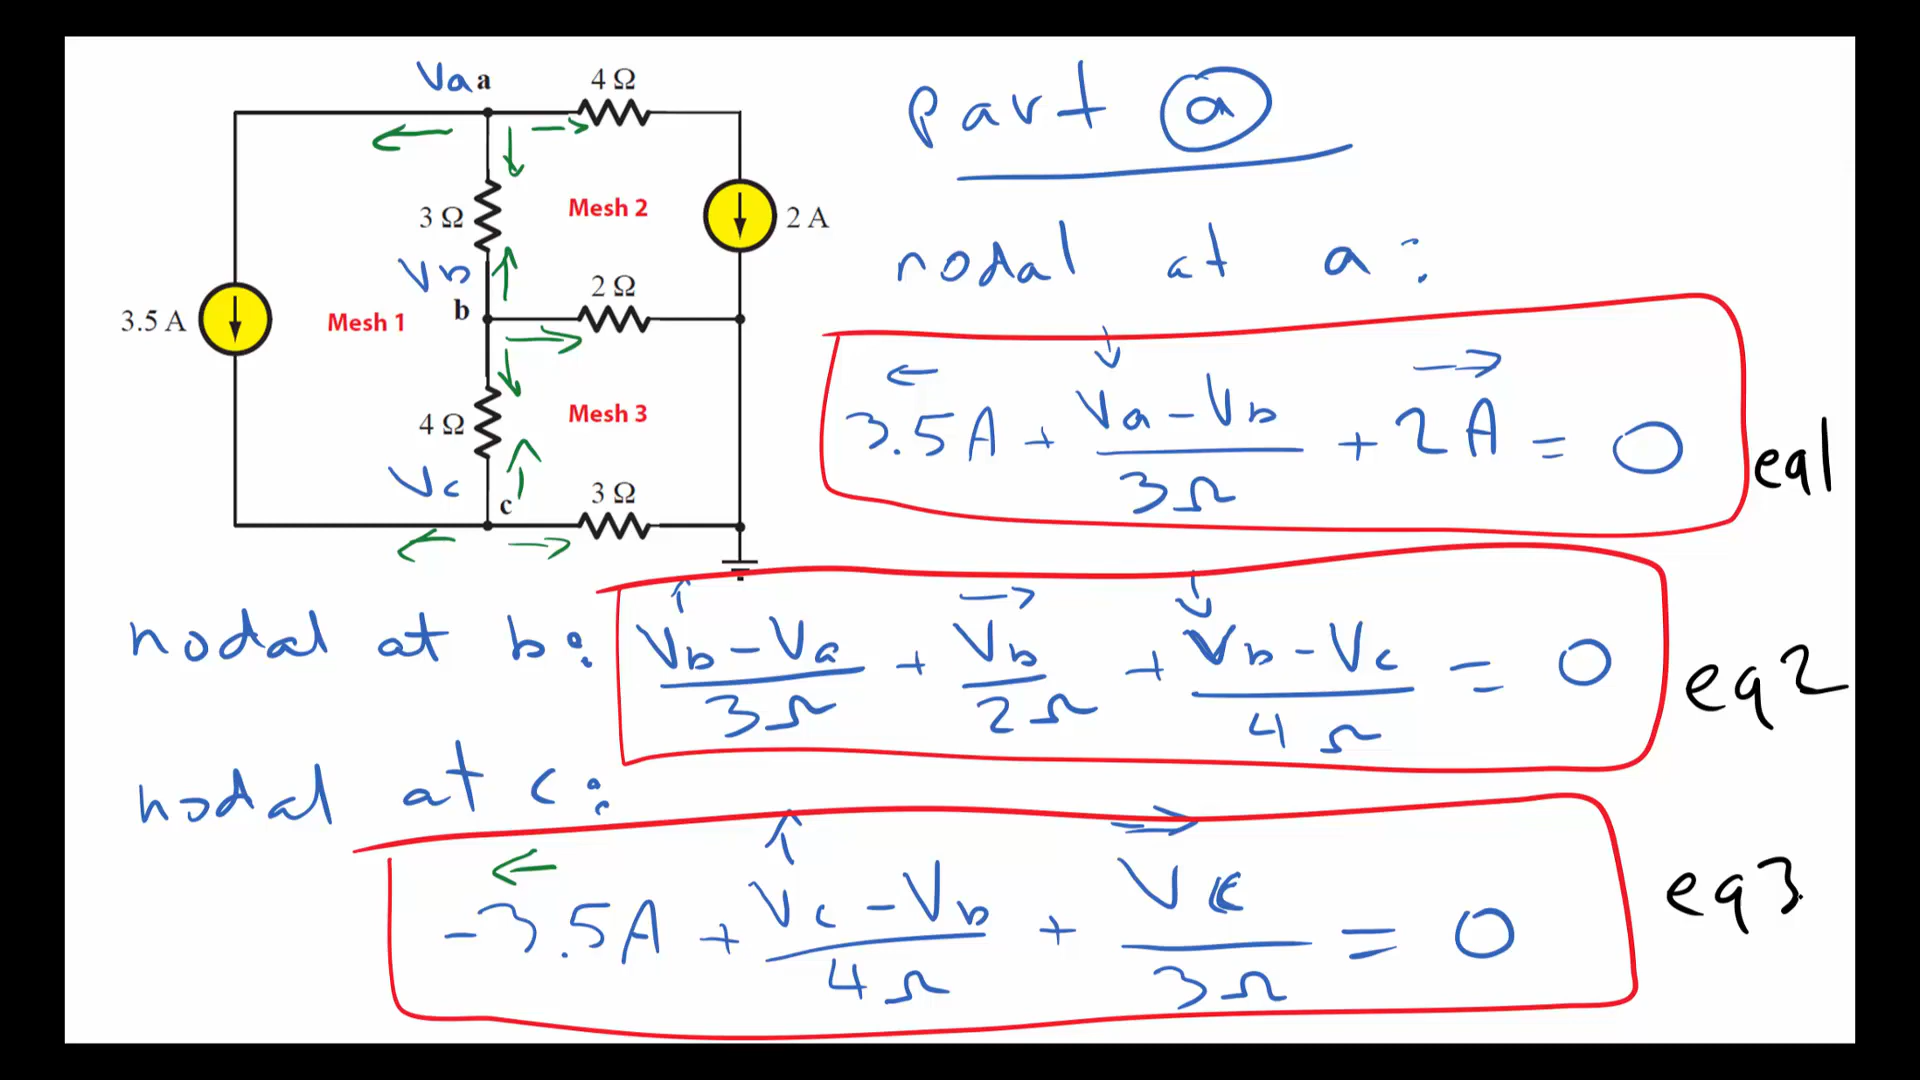 Va a 4 Ω
part ⓐ
3 Ω Mesh 2 2 A
nodal at a:
Vb 2 Ω
3.5 A Mesh 1 b
3.5A + (Va - Vb)/3Ω + 2A = 0 eq1
4 Ω Mesh 3
Vc c 3 Ω
nodal at b: (Vb - Va)/3Ω + Vb/2Ω + (Vb - Vc)/4Ω = 0 eq2
nodal at c:
-3.5A + (Vc - Vb)/4Ω + Vc/3Ω = 0 eq3